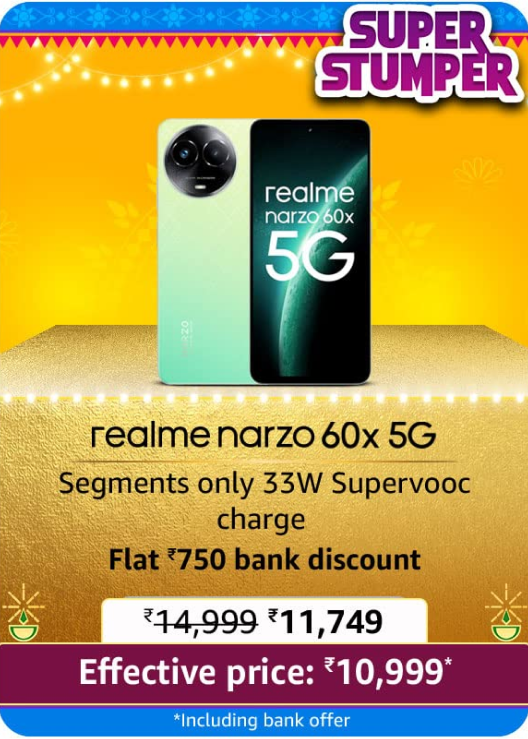 SUPER
STUMPER
realme
narzo 60x
5G
realme narzo 60x 5G
Segments only 33W Supervooc
charge
Flat ₹750 bank discount
₹14,999 ₹11,749
Effective price: ₹10,999*
*Including bank offer